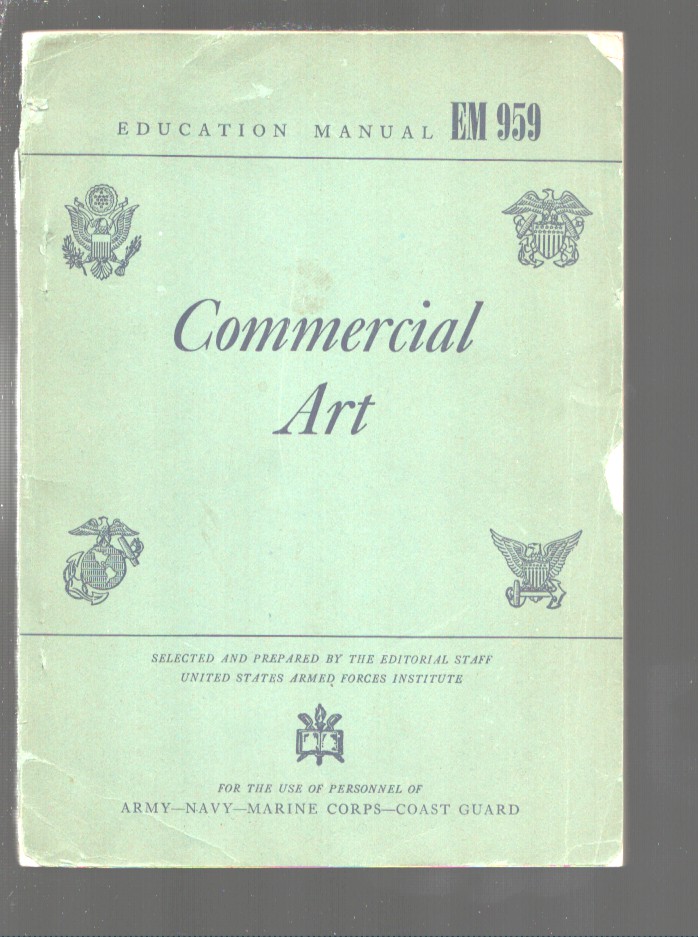 EDUCATION MANUAL EM 959
Commercial
Art
SELECTED AND PREPARED BY THE EDITORIAL STAFF
UNITED STATES ARMED FORCES INSTITUTE
FOR THE USE OF PERSONNEL OF
ARMY—NAVY—MARINE CORPS—COAST GUARD